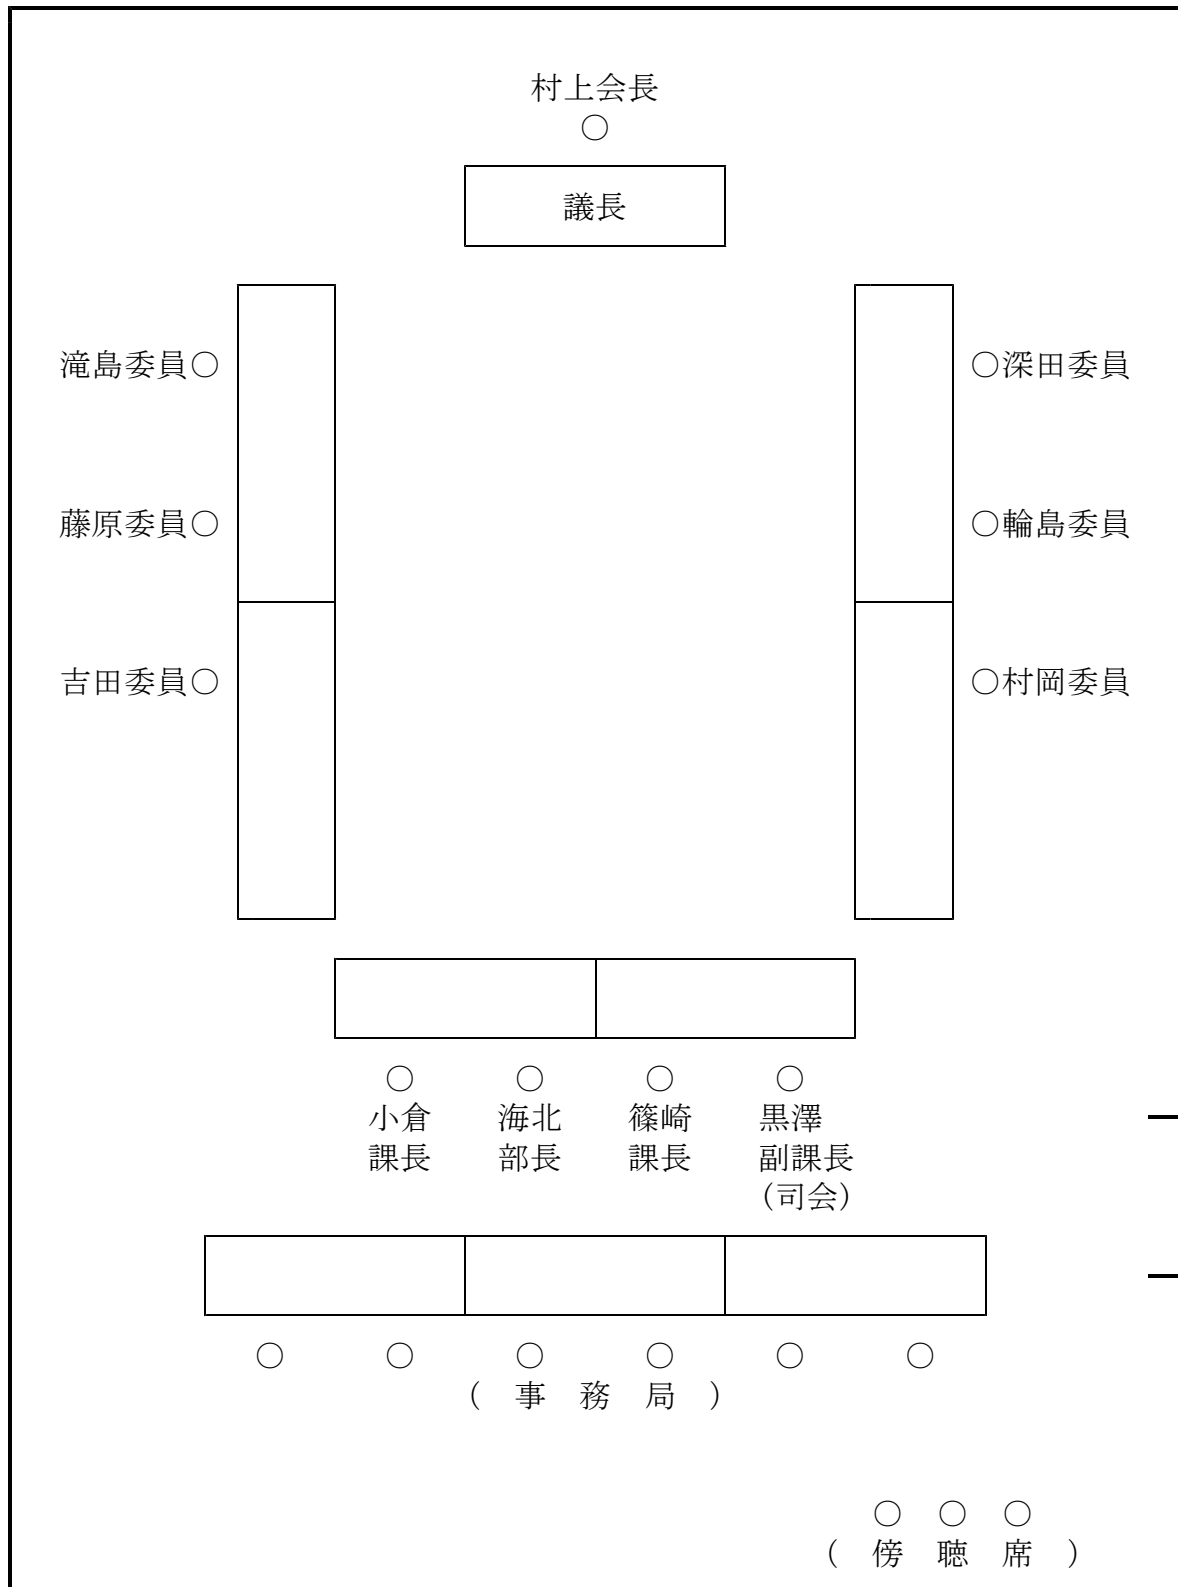 村上会長
○
議長
滝島委員○
○深田委員
藤原委員○
○輪島委員
吉田委員○
○村岡委員
○ ○ ○ ○
小倉 海北 篠崎 黒澤
課長 部長 課長 副課長
（司会）
○ ○ ○ ○ ○ ○
（ 事 務 局 ）
○ ○ ○
（ 傍 聴 席 ）